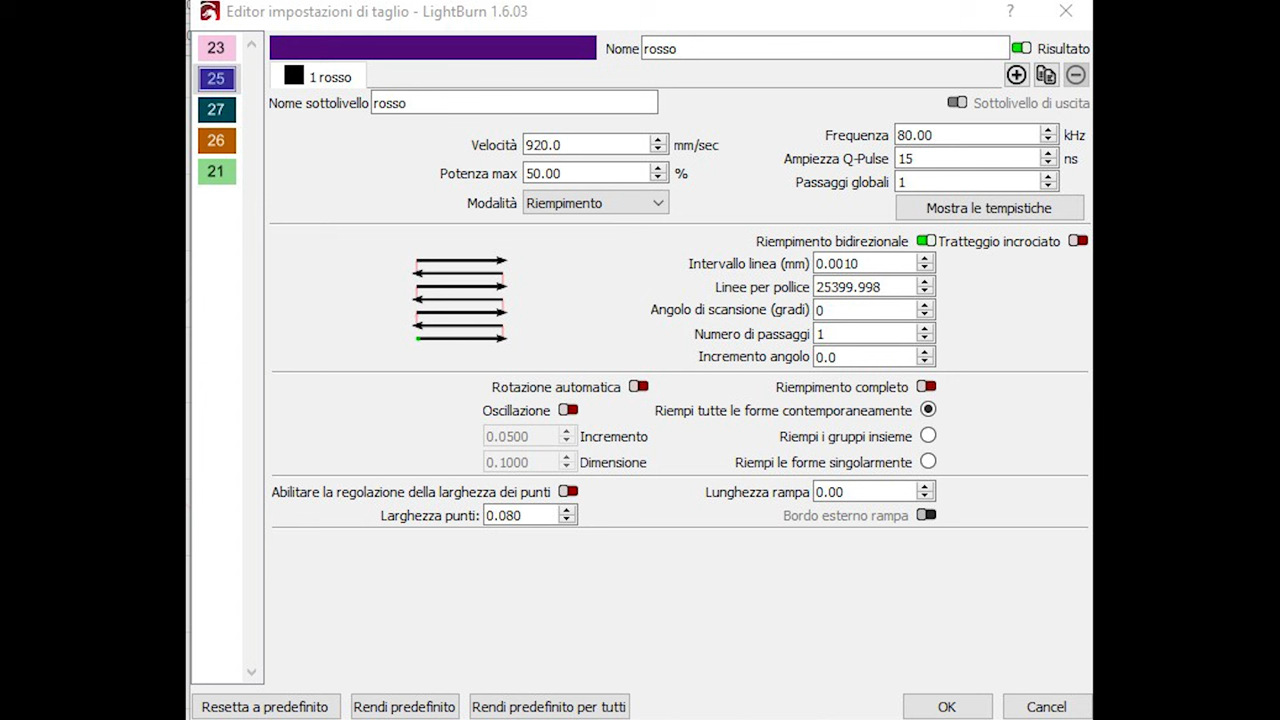 Editor impostazioni di taglio - LightBurn 1.6.03
?
23
25
27
26
21
Nome rosso Risultato
1 rosso
Nome sottolivello rosso Sottolivello di uscita
Velocità 920.0 mm/sec
Potenza max 50.00 %
Modalità Riempimento
Frequenza 80.00 kHz
Ampiezza Q-Pulse 15 ns
Passaggi globali 1
Mostra le tempistiche
Riempimento bidirezionale Tratteggio incrociato
Intervallo linea (mm) 0.0010
Linee per pollice 25399.998
Angolo di scansione (gradi) 0
Numero di passaggi 1
Incremento angolo 0.0
Rotazione automatica Riempimento completo
Oscillazione Riempi tutte le forme contemporaneamente
0.0500 Incremento Riempi i gruppi insieme
0.1000 Dimensione Riempi le forme singolarmente
Abilitare la regolazione della larghezza dei punti Lunghezza rampa 0.00
Larghezza punti: 0.080 Bordo esterno rampa
Resetta a predefinito Rendi predefinito Rendi predefinito per tutti OK Cancel